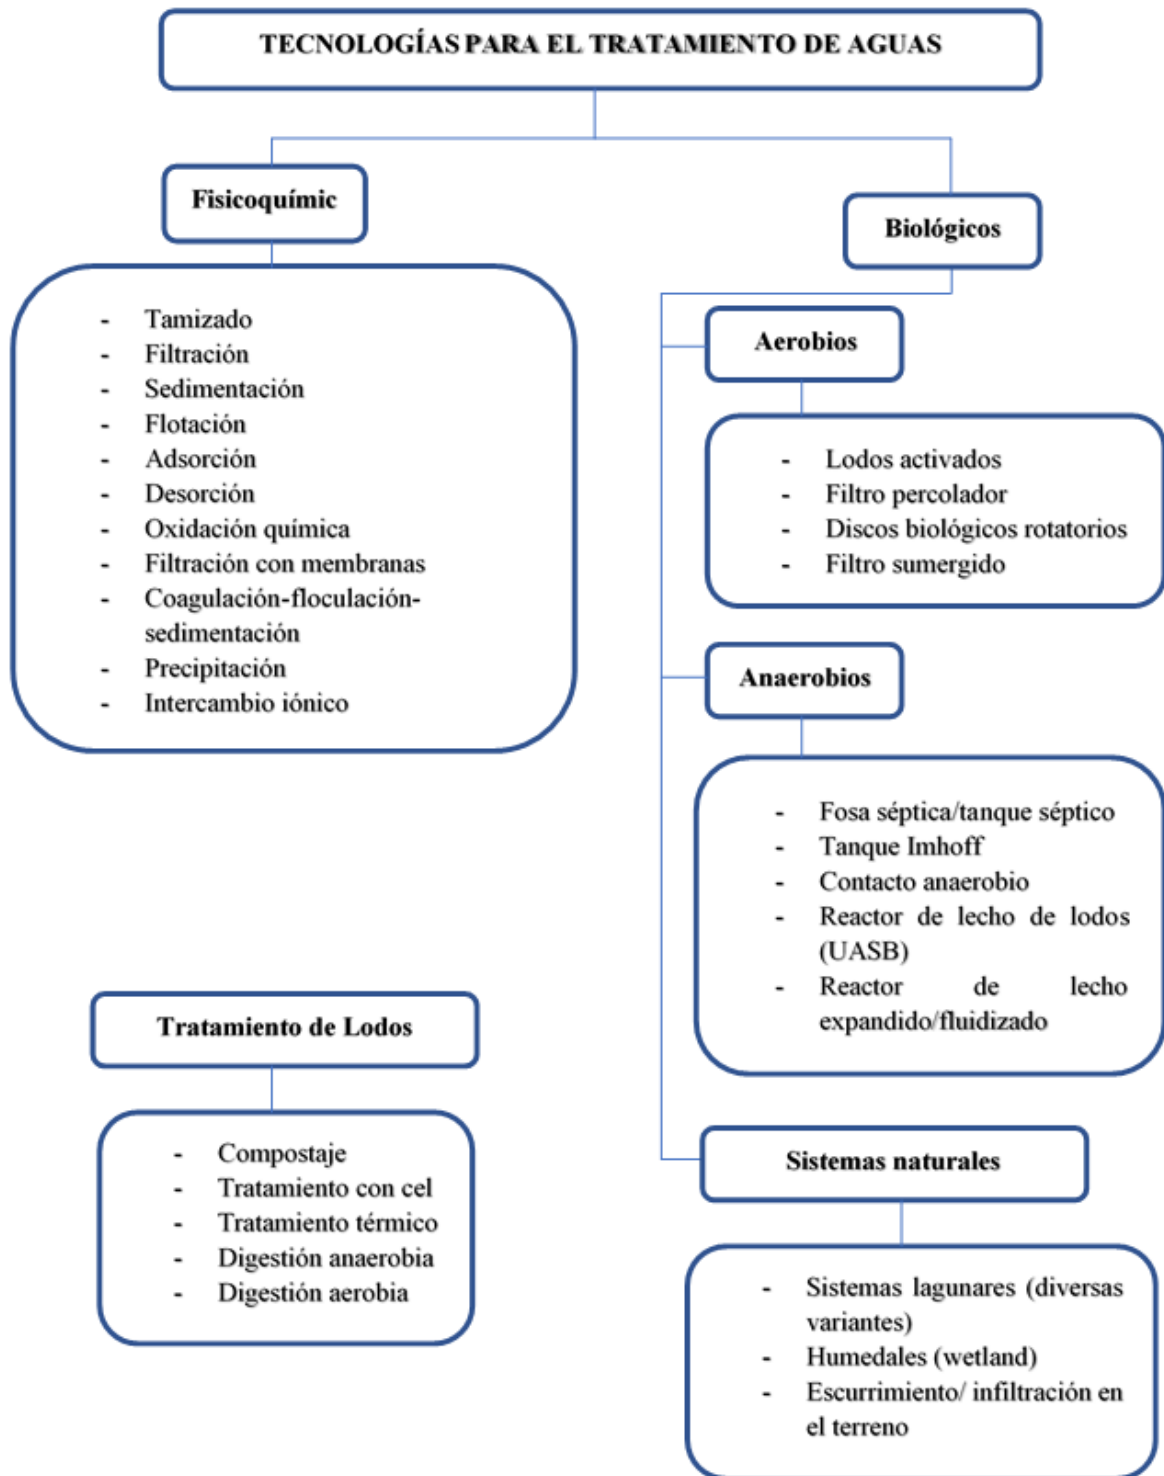 TECNOLOGÍAS PARA EL TRATAMIENTO DE AGUAS
Fisicoquímic
- Tamizado
- Filtración
- Sedimentación
- Flotación
- Adsorción
- Desorción
- Oxidación química
- Filtración con membranas
- Coagulación-floculación-
sedimentación
- Precipitación
- Intercambio iónico
Biológicos
Aerobios
- Lodos activados
- Filtro percolador
- Discos biológicos rotatorios
- Filtro sumergido
Anaerobios
- Fosa séptica/tanque séptico
- Tanque Imhoff
- Contacto anaerobio
- Reactor de lecho de lodos
(UASB)
- Reactor de lecho
expandido/fluidizado
Sistemas naturales
- Sistemas lagunares (diversas
variantes)
- Humedales (wetland)
- Escurrimiento/ infiltración en
el terreno
Tratamiento de Lodos
- Compostaje
- Tratamiento con cel
- Tratamiento térmico
- Digestión anaerobia
- Digestión aerobia